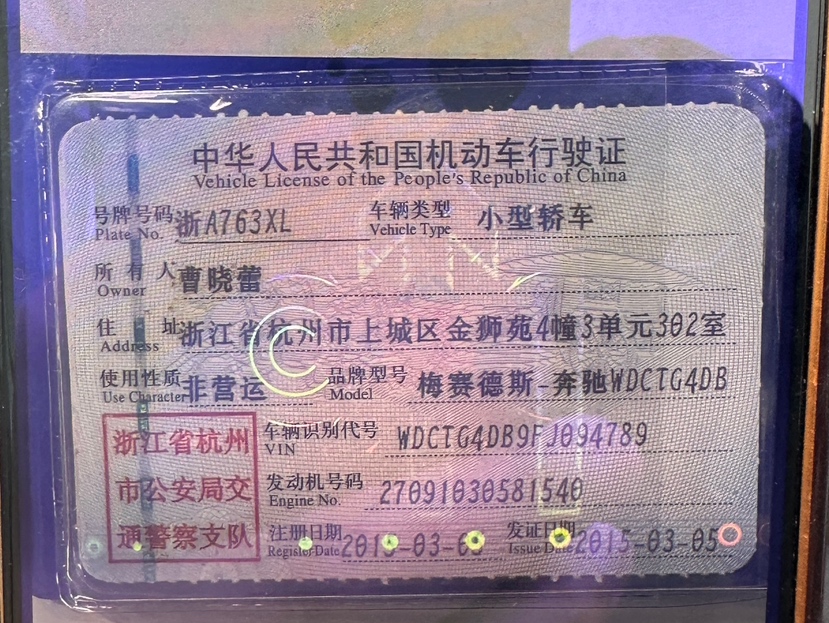 中华人民共和国机动车行驶证
Vehicle License of the People's Republic of China
号牌号码 Plate No. 浙A763XL 车辆类型 Vehicle Type 小型轿车
所有人 Owner 曹晓蕾
住址 Address 浙江省杭州市上城区金狮苑4幢3单元302室
使用性质 Use Character 非营运 品牌型号 Model 梅赛德斯-奔驰WDCTG4DB
车辆识别代号 VIN WDCTG4DB9FJ094789
发动机号码 Engine No. 27091030581540
注册日期 Register Date 发证日期 Issue Date 2015-03-05
浙江省杭州
市公安局交
通警察支队